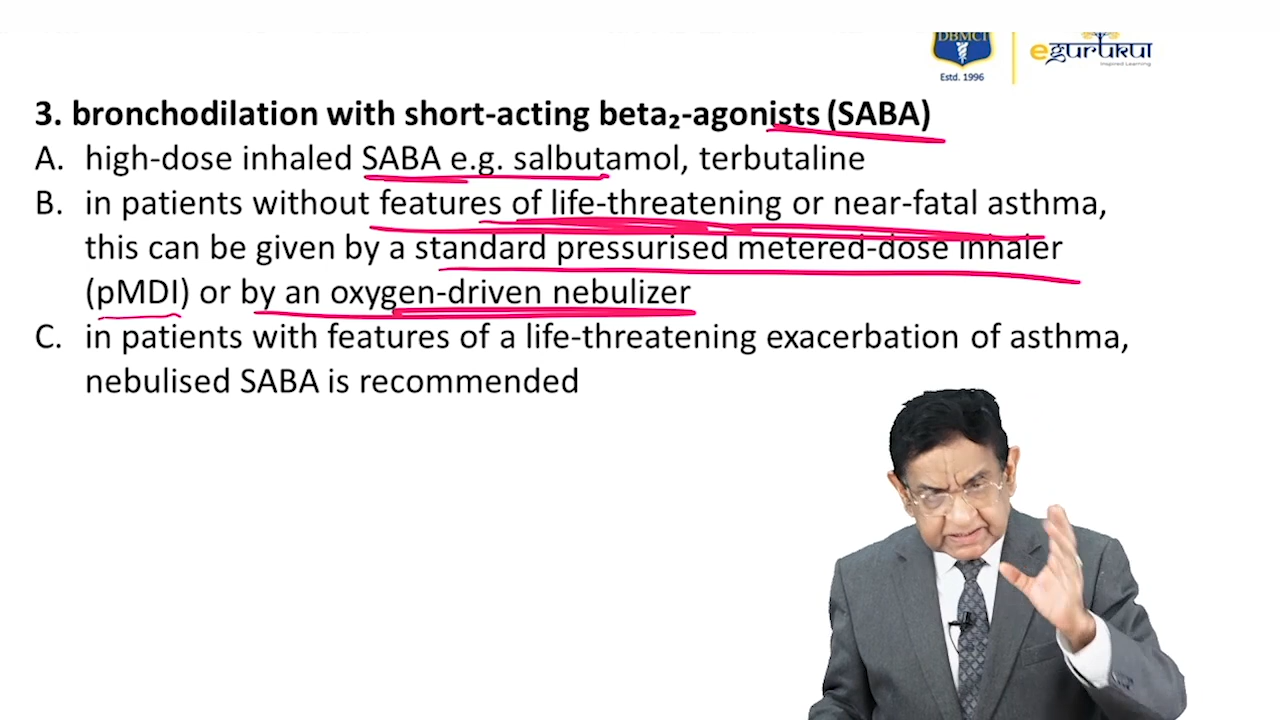 DBMCI
Estd. 1996
egurukul
Inspired Learning
3. bronchodilation with short-acting beta₂-agonists (SABA)
A. high-dose inhaled SABA e.g. salbutamol, terbutaline
B. in patients without features of life-threatening or near-fatal asthma,
this can be given by a standard pressurised metered-dose inhaler
(pMDI) or by an oxygen-driven nebulizer
C. in patients with features of a life-threatening exacerbation of asthma,
nebulised SABA is recommended